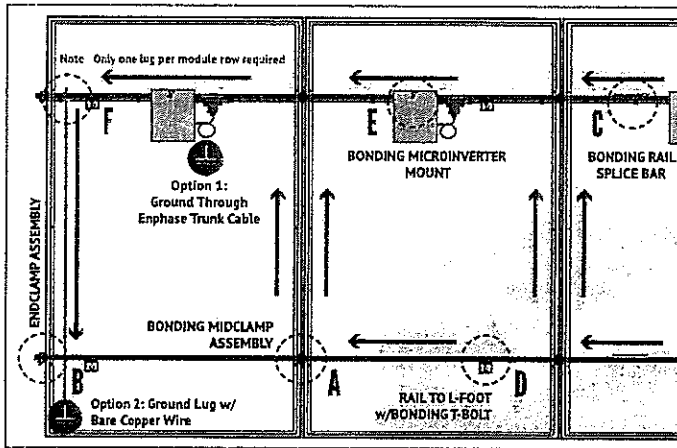 Note Only one lug per module row required
F
E
C
BONDING MICROINVERTER
MOUNT
BONDING RAIL
SPLICE BAR
Option 1:
Ground Through
Enphase Trunk Cable
ENDCLAMP ASSEMBLY
BONDING MIDCLAMP
ASSEMBLY
B
A
D
Option 2: Ground Lug w/
Bare Copper Wire
RAIL TO L-FOOT
w/BONDING T-BOLT